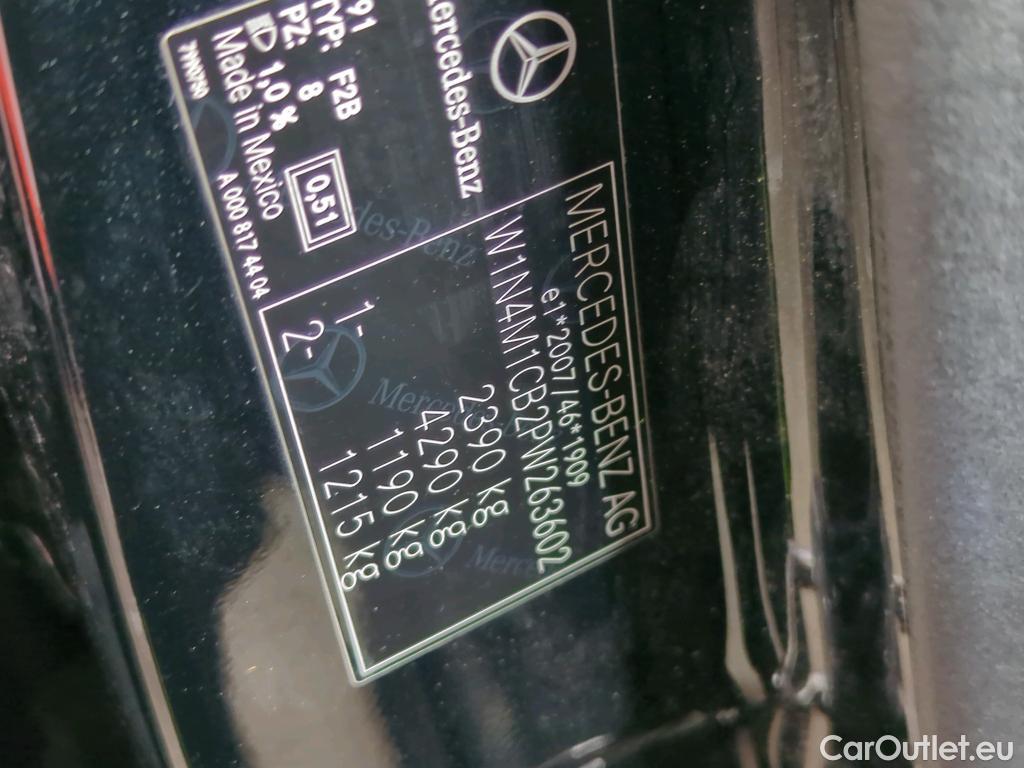 MERCEDES-BENZ AG
e1*2007/46*1909
W1N4M1CB2PW263602
2390 kg
4290 kg
1- 1190 kg
2- 1215 kg
Mercedes-Benz
91
TYP: F2B
PZ: 8
0,51
1,0 %
Made in Mexico
A 000 817 44 04
CarOutlet.eu